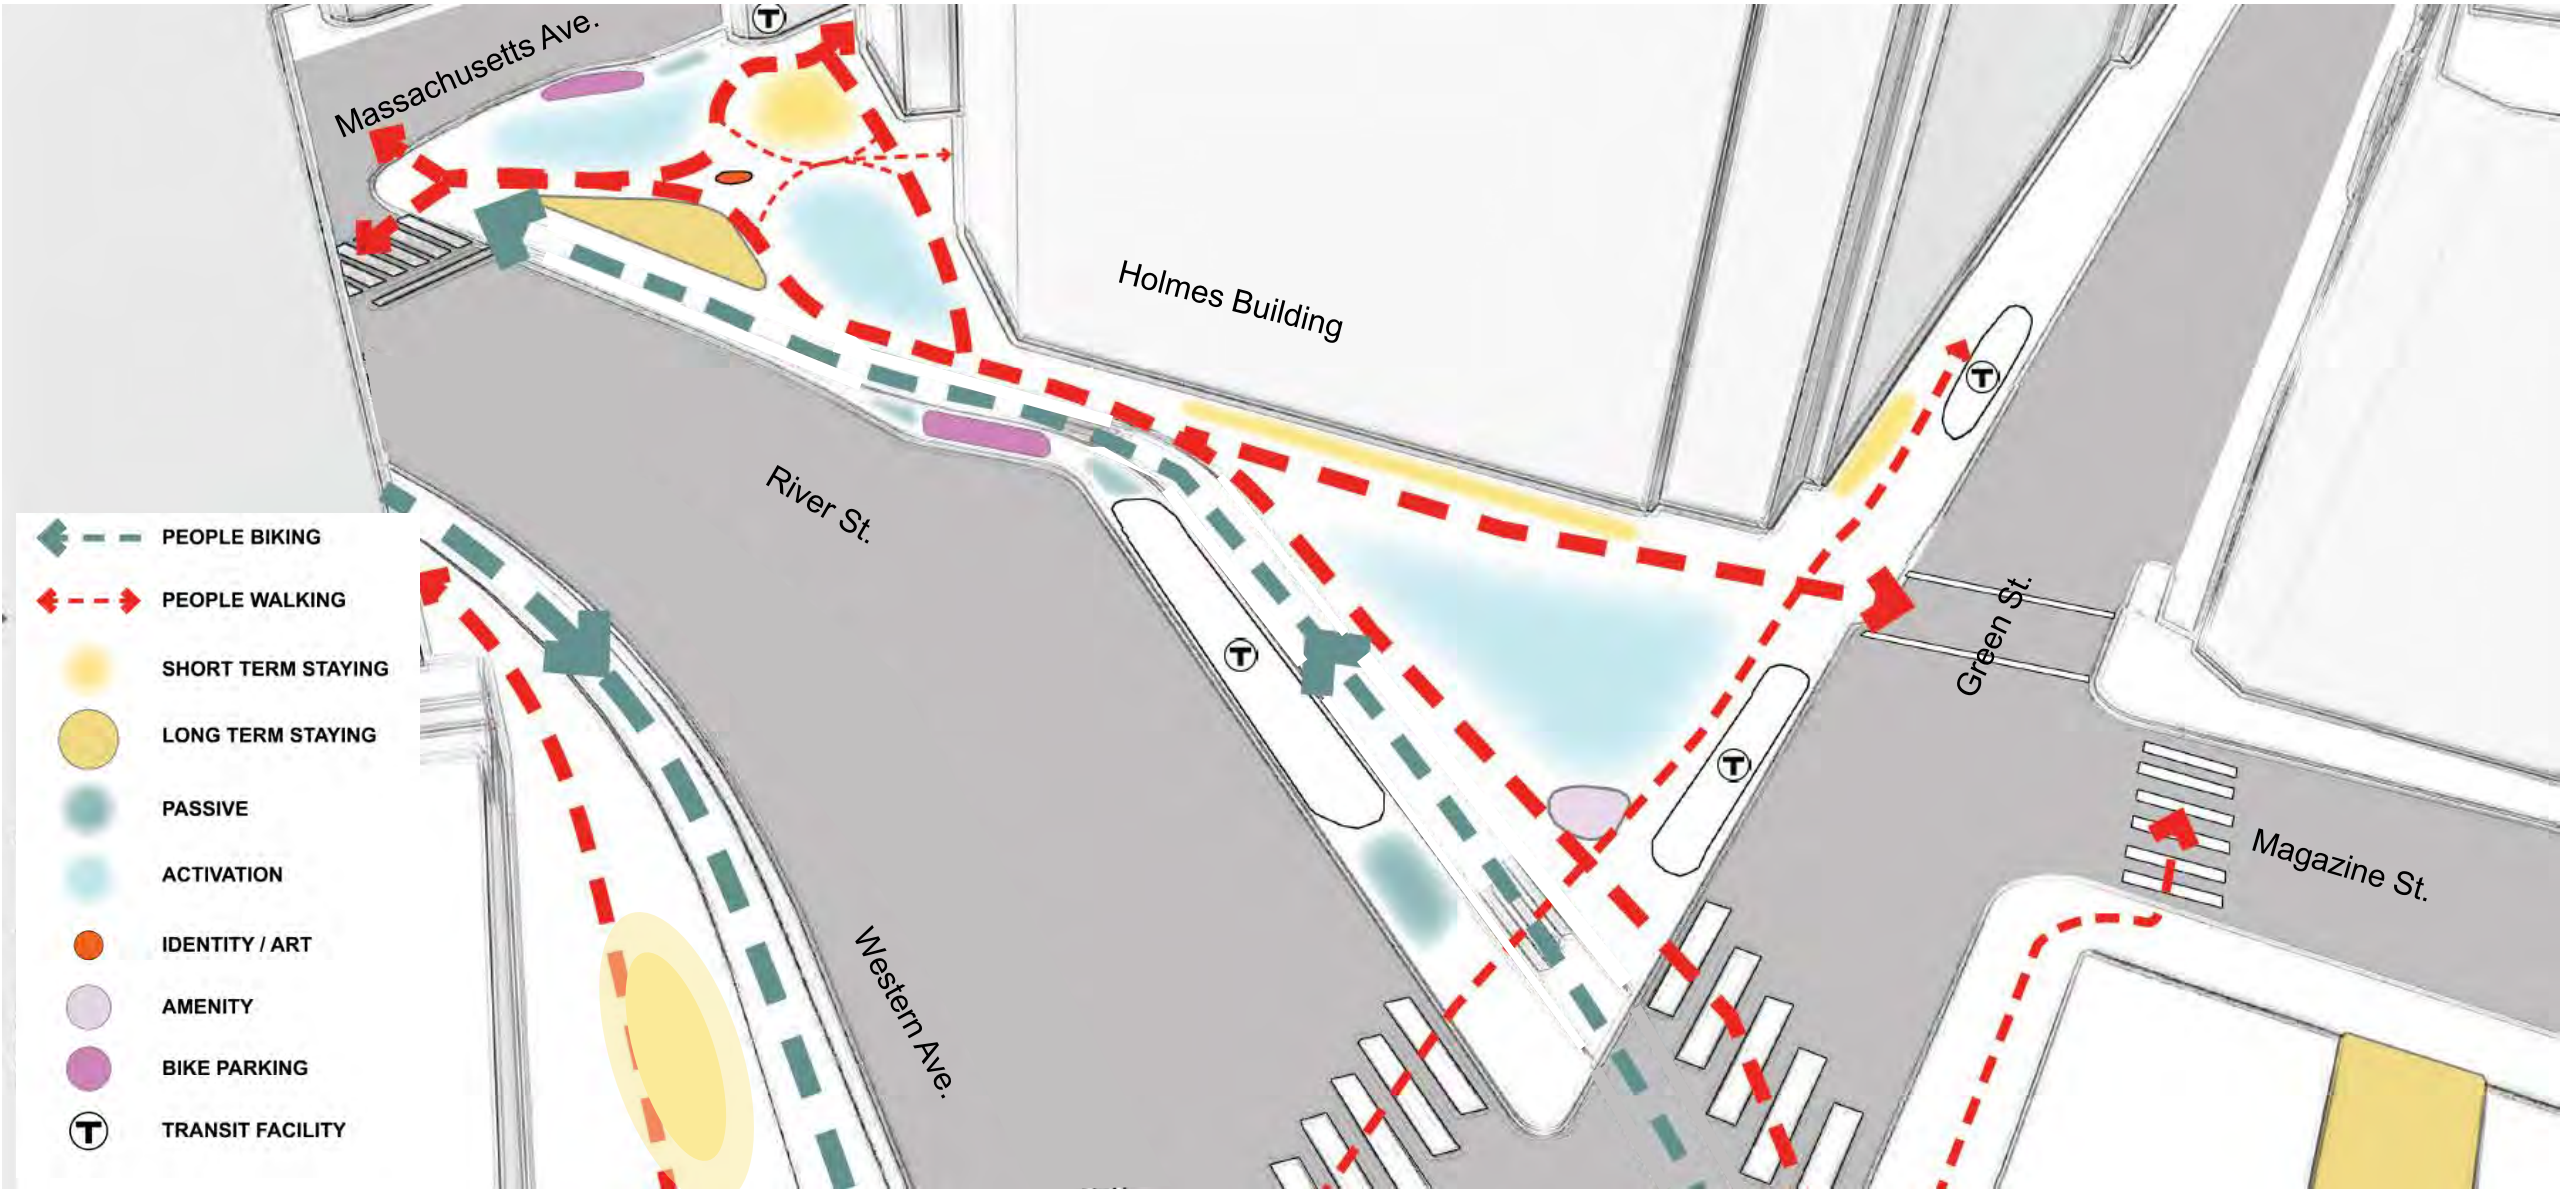 T
Massachusetts Ave.
Holmes Building
T
River St.
PEOPLE BIKING
PEOPLE WALKING
Green St.
T
SHORT TERM STAYING
LONG TERM STAYING
T
PASSIVE
Magazine St.
ACTIVATION
IDENTITY / ART
Western Ave.
AMENITY
BIKE PARKING
T
TRANSIT FACILITY